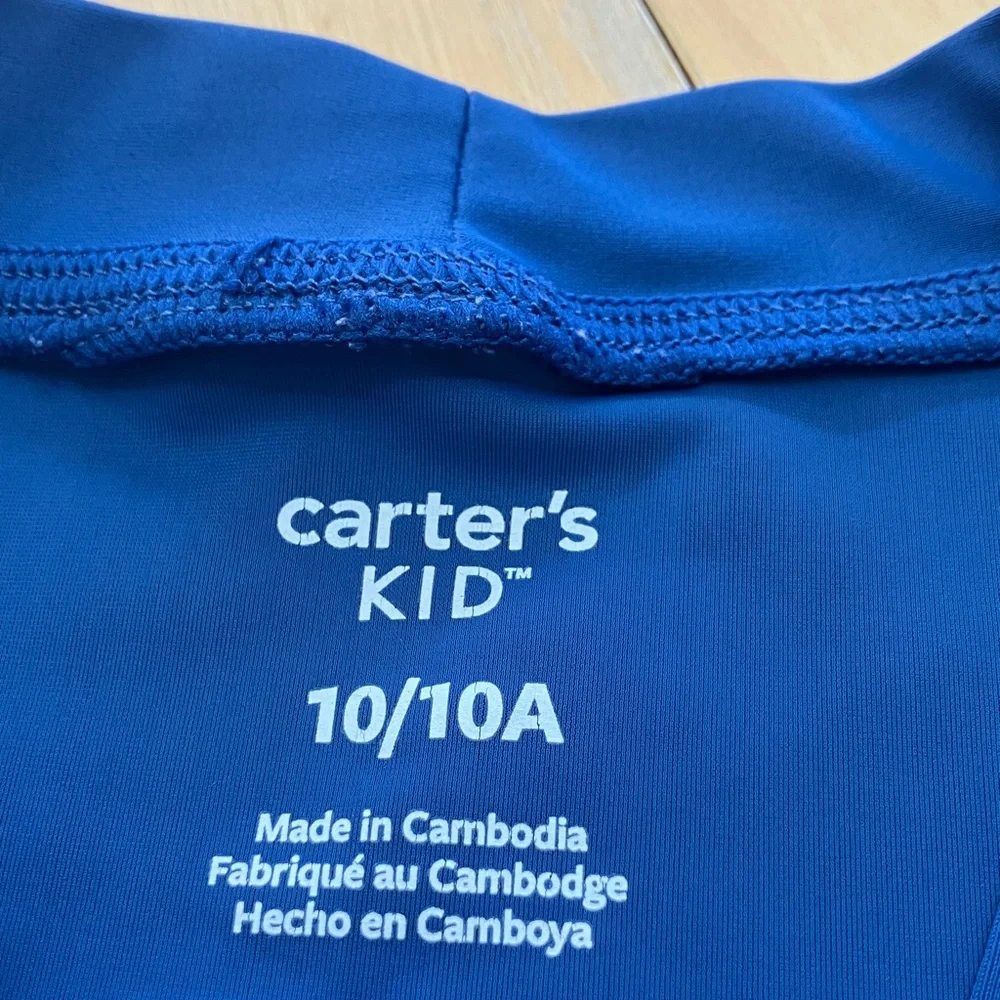 carter's
KID™
10/10A
Made in Cambodia
Fabriqué au Cambodge
Hecho en Camboya